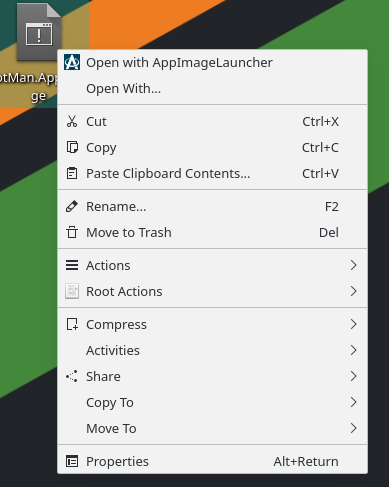 otMan.App
ge
Open with AppImageLauncher
Open With...
Cut Ctrl+X
Copy Ctrl+C
Paste Clipboard Contents... Ctrl+V
Rename... F2
Move to Trash Del
Actions
Root Actions
Compress
Activities
Share
Copy To
Move To
Properties Alt+Return